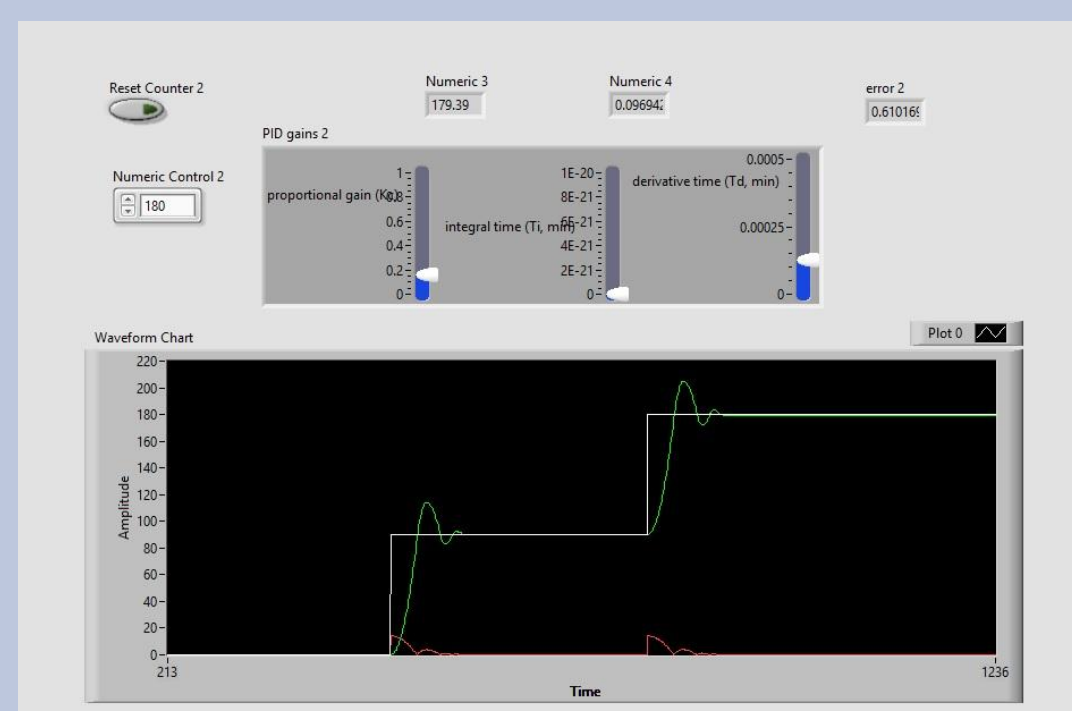 Reset Counter 2
Numeric 3
179.39
Numeric 4
0.096942
error 2
0.610169
PID gains 2
Numeric Control 2
180
proportional gain (Kc)
1
0.8
0.6
0.4
0.2
0
integral time (Ti, min)
1E-20
8E-21
6E-21
4E-21
2E-21
0
derivative time (Td, min)
0.0005
0.00025
0
Waveform Chart
Plot 0
Amplitude
220
200
180
160
140
120
100
80
60
40
20
0
213
1236
Time